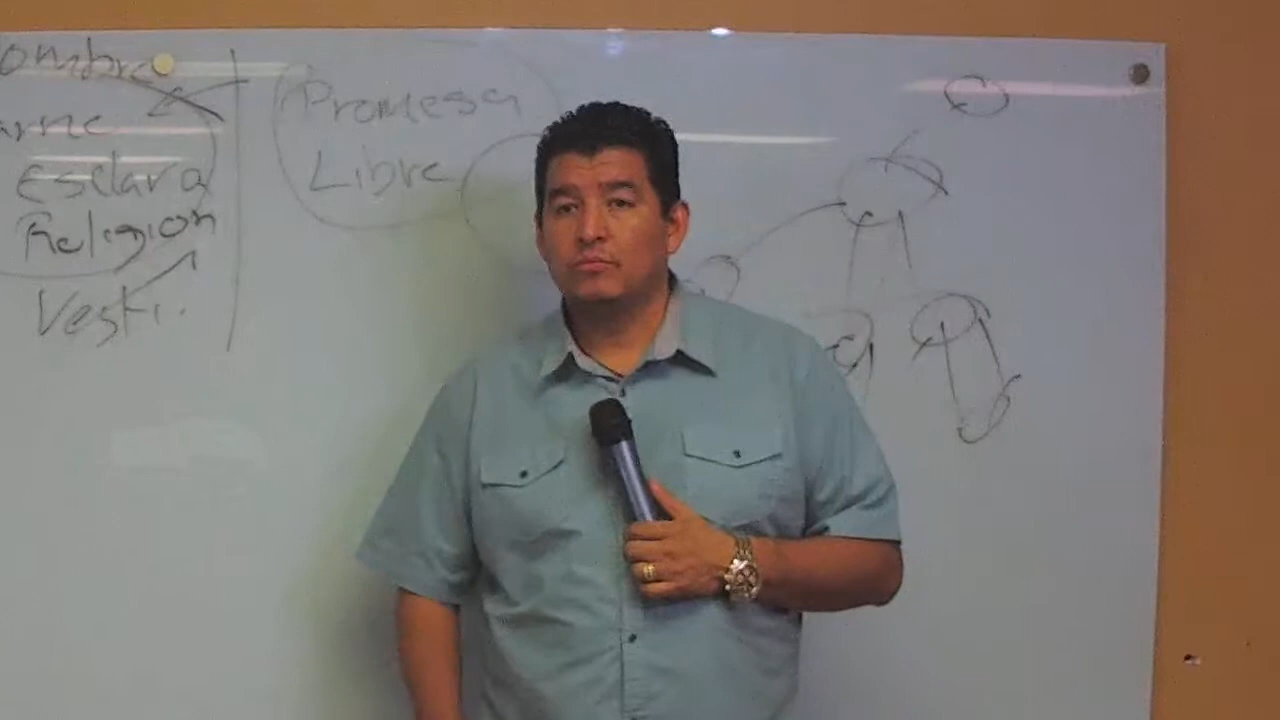 ombre
arne
Esclava
Religion
Vesti.
Promesa
Libre